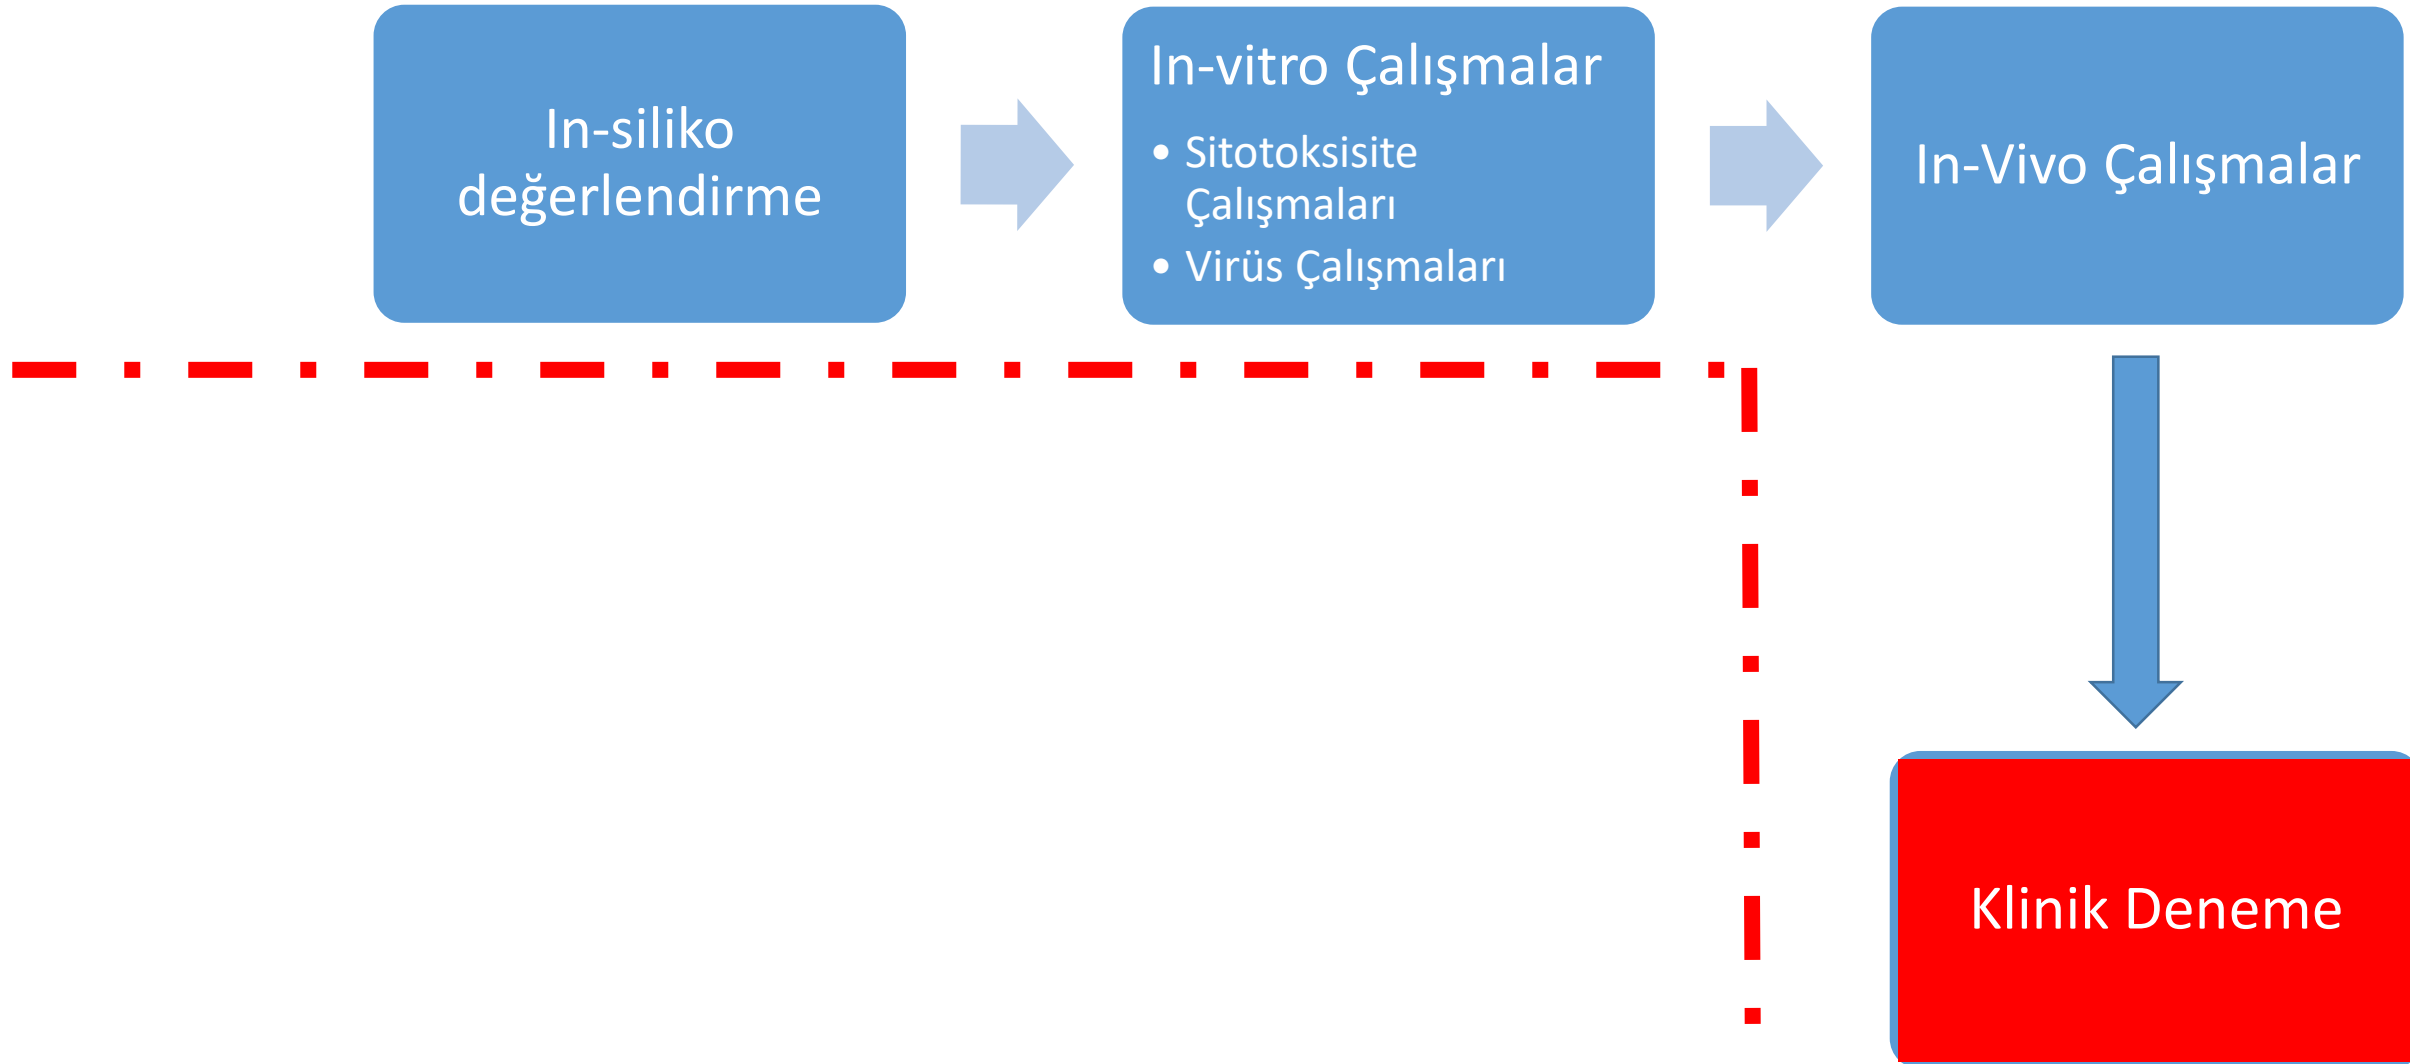 In-siliko
değerlendirme
In-vitro Çalışmalar
• Sitotoksisite
Çalışmaları
• Virüs Çalışmaları
In-Vivo Çalışmalar
Klinik Deneme